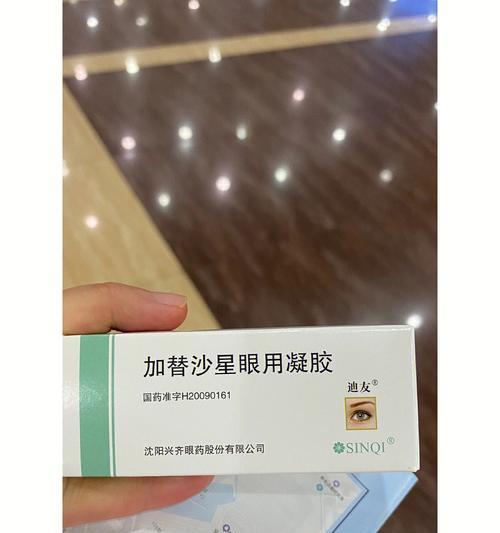 加替沙星眼用凝胶
迪友®
国药准字H20090161
沈阳兴齐眼药股份有限公司
SINQI®